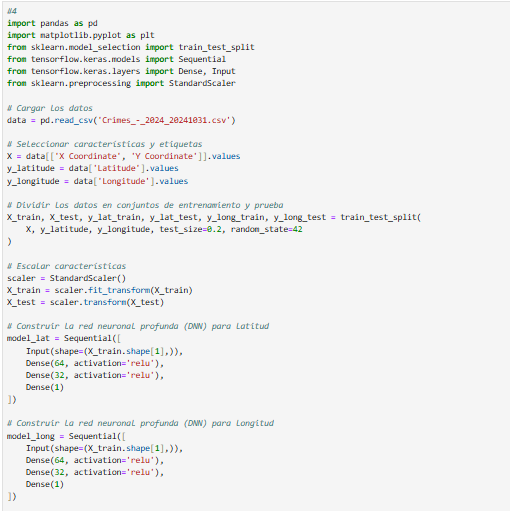 #4
import pandas as pd
import matplotlib.pyplot as plt
from sklearn.model_selection import train_test_split
from tensorflow.keras.models import Sequential
from tensorflow.keras.layers import Dense, Input
from sklearn.preprocessing import StandardScaler

# Cargar los datos
data = pd.read_csv('Crimes_-_2024_20241031.csv')

# Seleccionar características y etiquetas
X = data[['X Coordinate', 'Y Coordinate']].values
y_latitude = data['Latitude'].values
y_longitude = data['Longitude'].values

# Dividir los datos en conjuntos de entrenamiento y prueba
X_train, X_test, y_lat_train, y_lat_test, y_long_train, y_long_test = train_test_split(
    X, y_latitude, y_longitude, test_size=0.2, random_state=42
)

# Escalar características
scaler = StandardScaler()
X_train = scaler.fit_transform(X_train)
X_test = scaler.transform(X_test)

# Construir la red neuronal profunda (DNN) para latitud
model_lat = Sequential([
    Input(shape=(X_train.shape[1],)),
    Dense(64, activation='relu'),
    Dense(32, activation='relu'),
    Dense(1)
])

# Construir la red neuronal profunda (DNN) para longitud
model_long = Sequential([
    Input(shape=(X_train.shape[1],)),
    Dense(64, activation='relu'),
    Dense(32, activation='relu'),
    Dense(1)
])